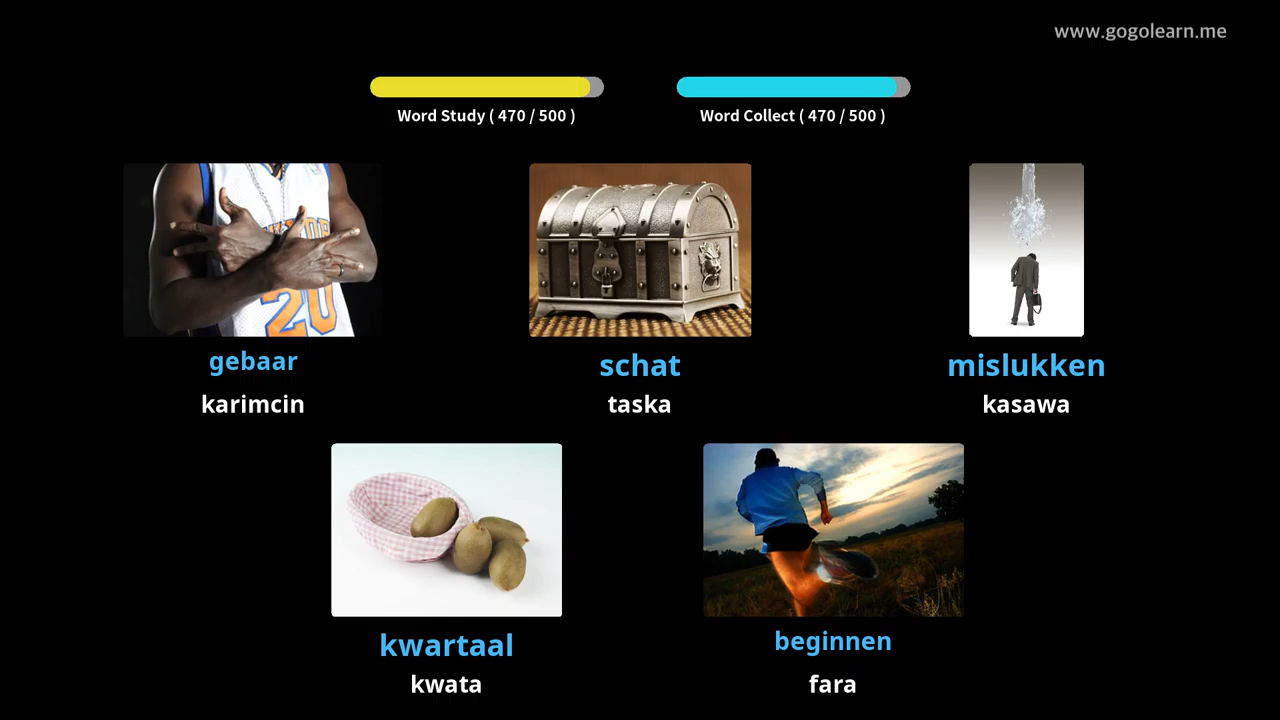 www.gogolearn.me
Word Study ( 470 / 500 )
Word Collect ( 470 / 500 )
20
gebaar
schat
mislukken
karimcin
taska
kasawa
kwartaal
beginnen
kwata
fara